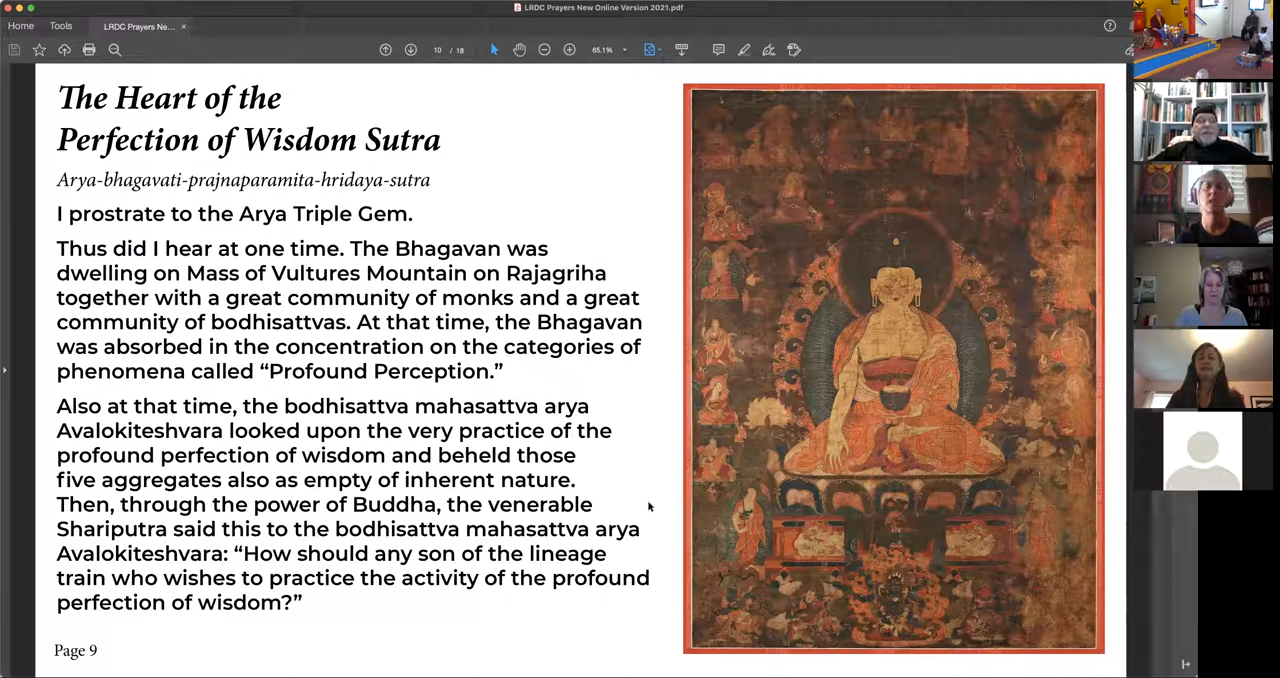 LRDC Prayers New Online Version 2021.pdf
Home Tools LRDC Prayers Ne... ×
10 / 18 65.1%
The Heart of the
Perfection of Wisdom Sutra
Arya-bhagavati-prajnaparamita-hridaya-sutra
I prostrate to the Arya Triple Gem.
Thus did I hear at one time. The Bhagavan was
dwelling on Mass of Vultures Mountain on Rajagriha
together with a great community of monks and a great
community of bodhisattvas. At that time, the Bhagavan
was absorbed in the concentration on the categories of
phenomena called “Profound Perception.”
Also at that time, the bodhisattva mahasattva arya
Avalokiteshvara looked upon the very practice of the
profound perfection of wisdom and beheld those
five aggregates also as empty of inherent nature.
Then, through the power of Buddha, the venerable
Shariputra said this to the bodhisattva mahasattva arya
Avalokiteshvara: “How should any son of the lineage
train who wishes to practice the activity of the profound
perfection of wisdom?”
Page 9